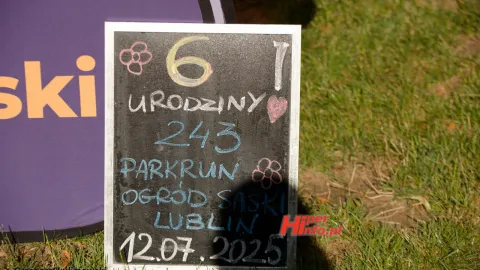 ski
6!
URODZINY
243
PARKRUN
OGRÓD SASKI
LUBLIN
12.07.2025